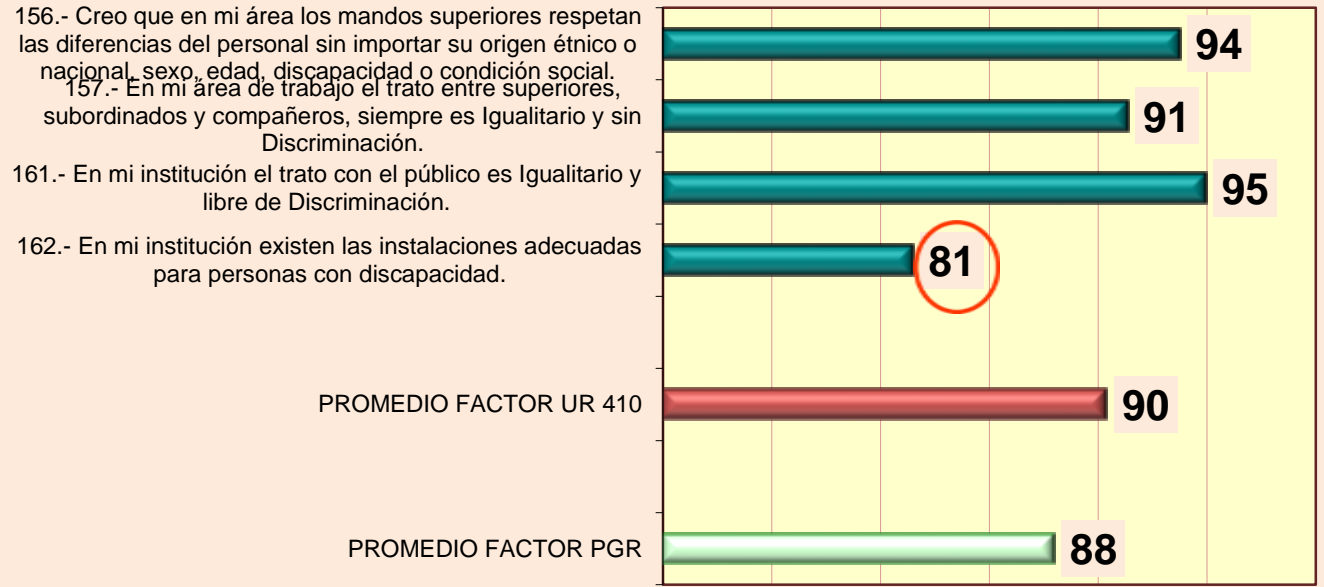 156.- Creo que en mi área los mandos superiores respetan
las diferencias del personal sin importar su origen étnico o
nacional, sexo, edad, discapacidad o condición social.
94
157.- En mi área de trabajo el trato entre superiores,
subordinados y compañeros, siempre es Igualitario y sin
Discriminación.
91
161.- En mi institución el trato con el público es Igualitario y
libre de Discriminación.
95
162.- En mi institución existen las instalaciones adecuadas
para personas con discapacidad.
81
PROMEDIO FACTOR UR 410
90
PROMEDIO FACTOR PGR
88